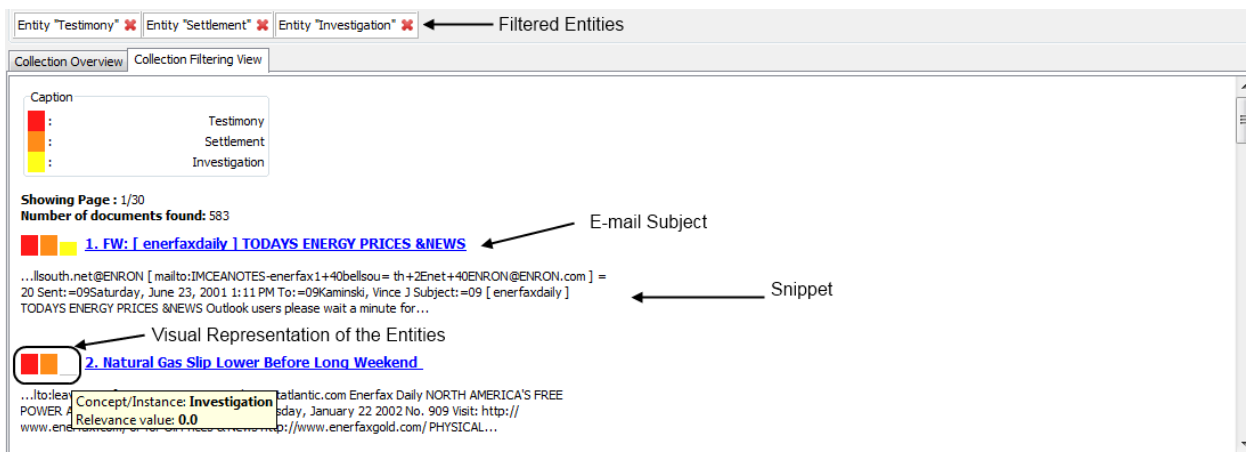 Entity "Testimony" Entity "Settlement" Entity "Investigation" Filtered Entities
Collection Overview Collection Filtering View
Caption
: Testimony
: Settlement
: Investigation
Showing Page : 1/30
Number of documents found: 583
E-mail Subject
1. FW: [ enerfaxdaily ] TODAYS ENERGY PRICES &NEWS
...llsouth.net@ENRON [ mailto:IMCEANOTES-enerfax1+40bellsou= th+2Enet+40ENRON@ENRON.com ] =
20 Sent:=09Saturday, June 23, 2001 1:11 PM To:=09Kaminski, Vince J Subject:=09 [ enerfaxdaily ]
Snippet
TODAYS ENERGY PRICES &NEWS Outlook users please wait a minute for...
Visual Representation of the Entities
2. Natural Gas Slip Lower Before Long Weekend
...lto:lea tatlantic.com Enerfax Daily NORTH AMERICA'S FREE
Concept/Instance: Investigation
POWER A sday, January 22 2002 No. 909 Visit: http://
Relevance value: 0.0
www.ene p://www.enerfaxgold.com/ PHYSICAL...